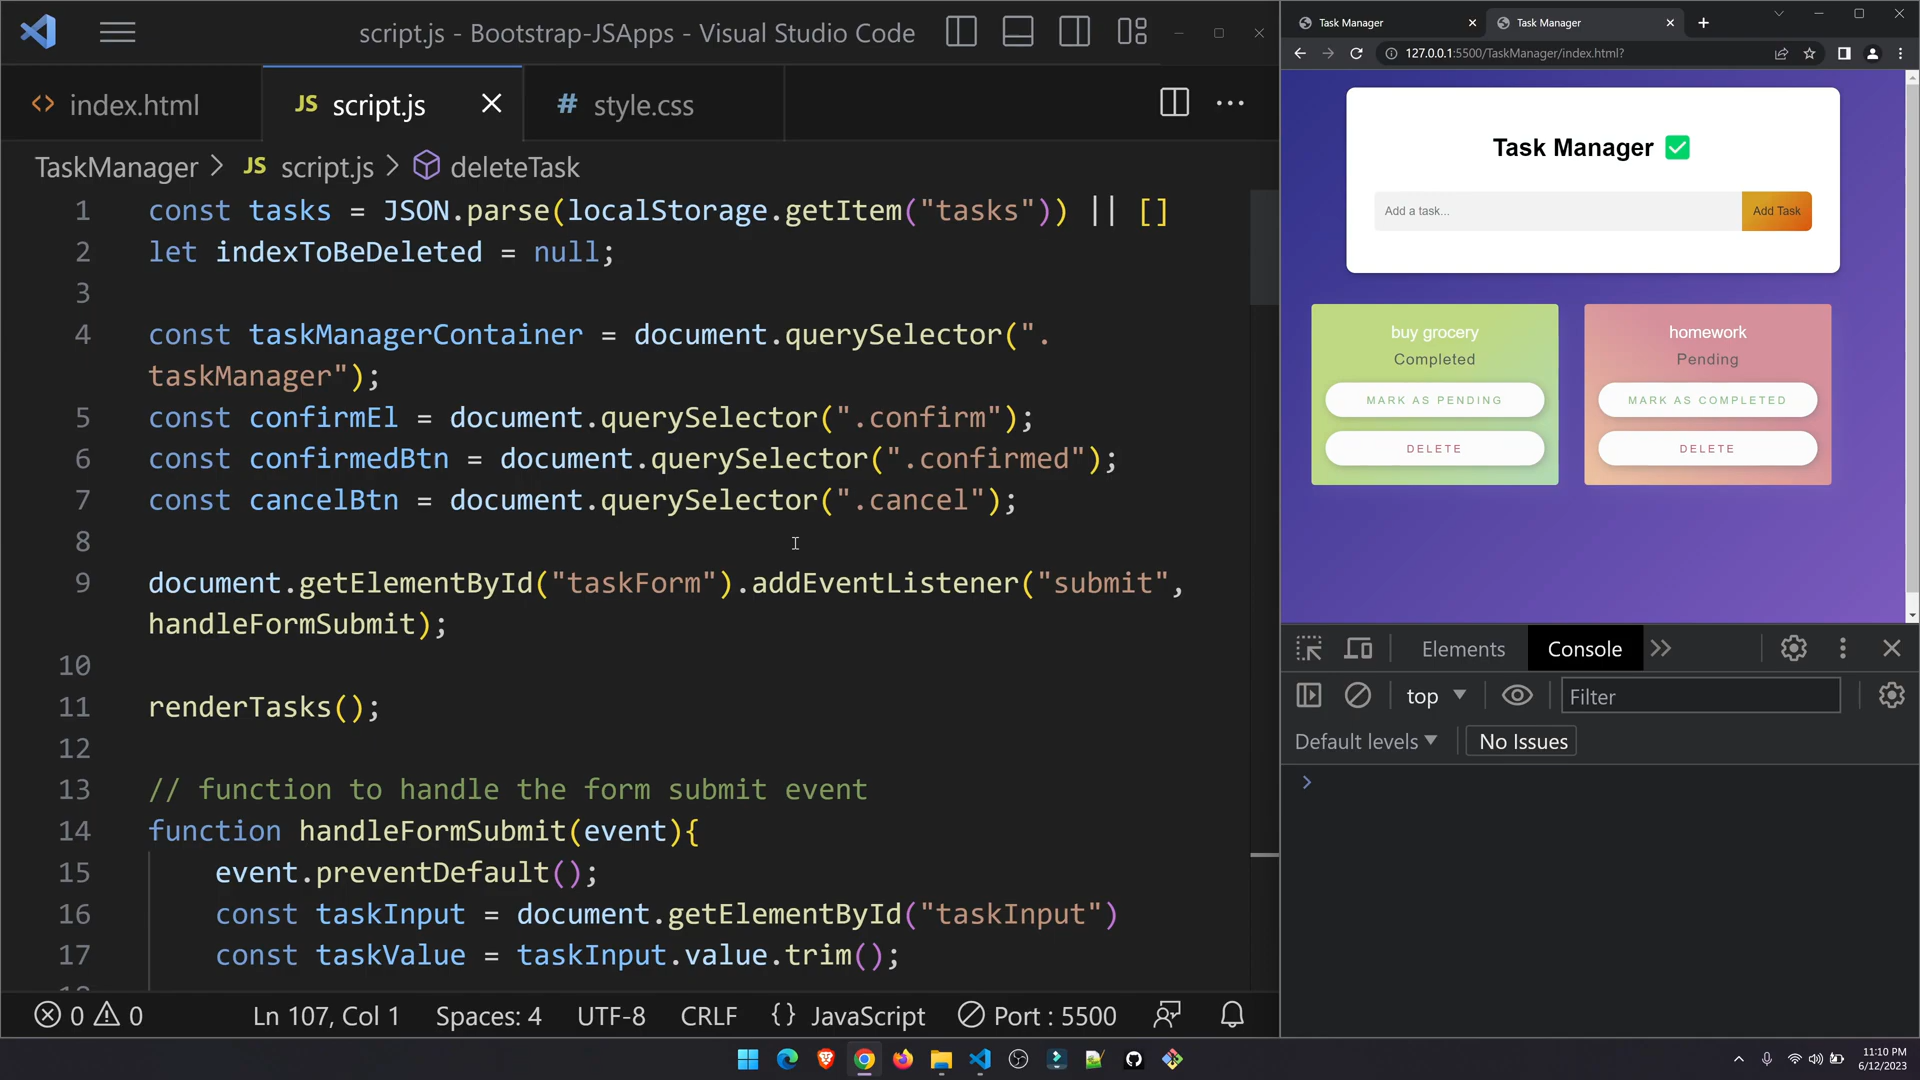 script.js - Bootstrap-JSApps - Visual Studio Code
index.html
JS script.js
# style.css
TaskManager > JS script.js > deleteTask
1 const tasks = JSON.parse(localStorage.getItem("tasks")) || []
2 let indexToBeDeleted = null;
3
4 const taskManagerContainer = document.querySelector(".
taskManager");
5 const confirmEl = document.querySelector(".confirm");
6 const confirmedBtn = document.querySelector(".confirmed");
7 const cancelBtn = document.querySelector(".cancel");
8
9 document.getElementById("taskForm").addEventListener("submit",
handleFormSubmit);
10
11 renderTasks();
12
13 // function to handle the form submit event
14 function handleFormSubmit(event){
15 event.preventDefault();
16 const taskInput = document.getElementById("taskInput")
17 const taskValue = taskInput.value.trim();
0 0 Ln 107, Col 1 Spaces: 4 UTF-8 CRLF {} JavaScript Port : 5500
Task Manager
Task Manager
127.0.0.1:5500/TaskManager/index.html?
Task Manager
Add a task...
Add Task
buy grocery
Completed
MARK AS PENDING
DELETE
homework
Pending
MARK AS COMPLETED
DELETE
Elements Console
top Filter
Default levels No Issues
11:10 PM
6/12/2023